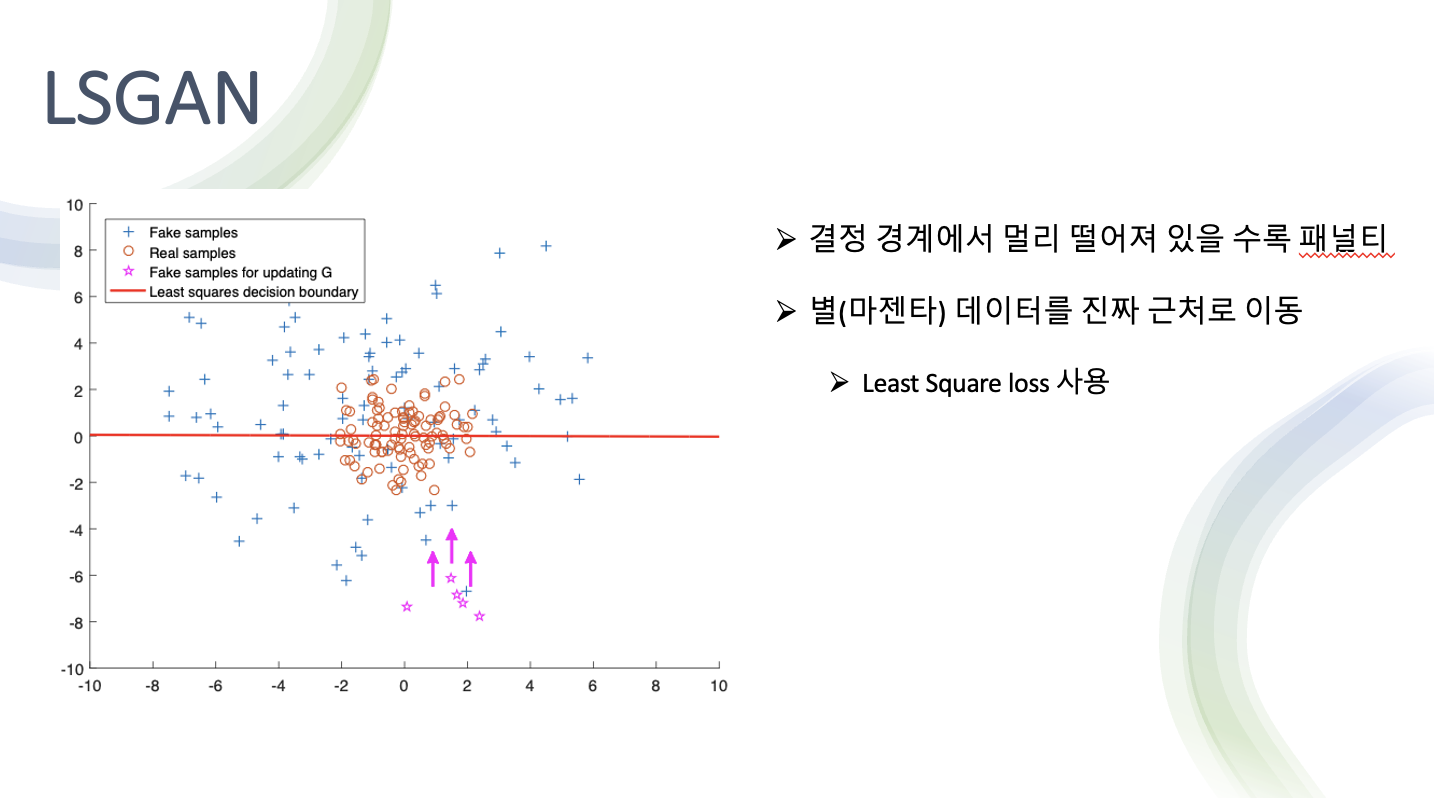 LSGAN
10
8
6
4
2
0
-2
-4
-6
-8
-10
Fake samples
Real samples
Fake samples for updating G
Least squares decision boundary
-10 -8 -6 -4 -2 0 2 4 6 8 10
➢ 결정 경계에서 멀리 떨어져 있을 수록 패널티
➢ 별(마젠타) 데이터를 진짜 근처로 이동
➢ Least Square loss 사용